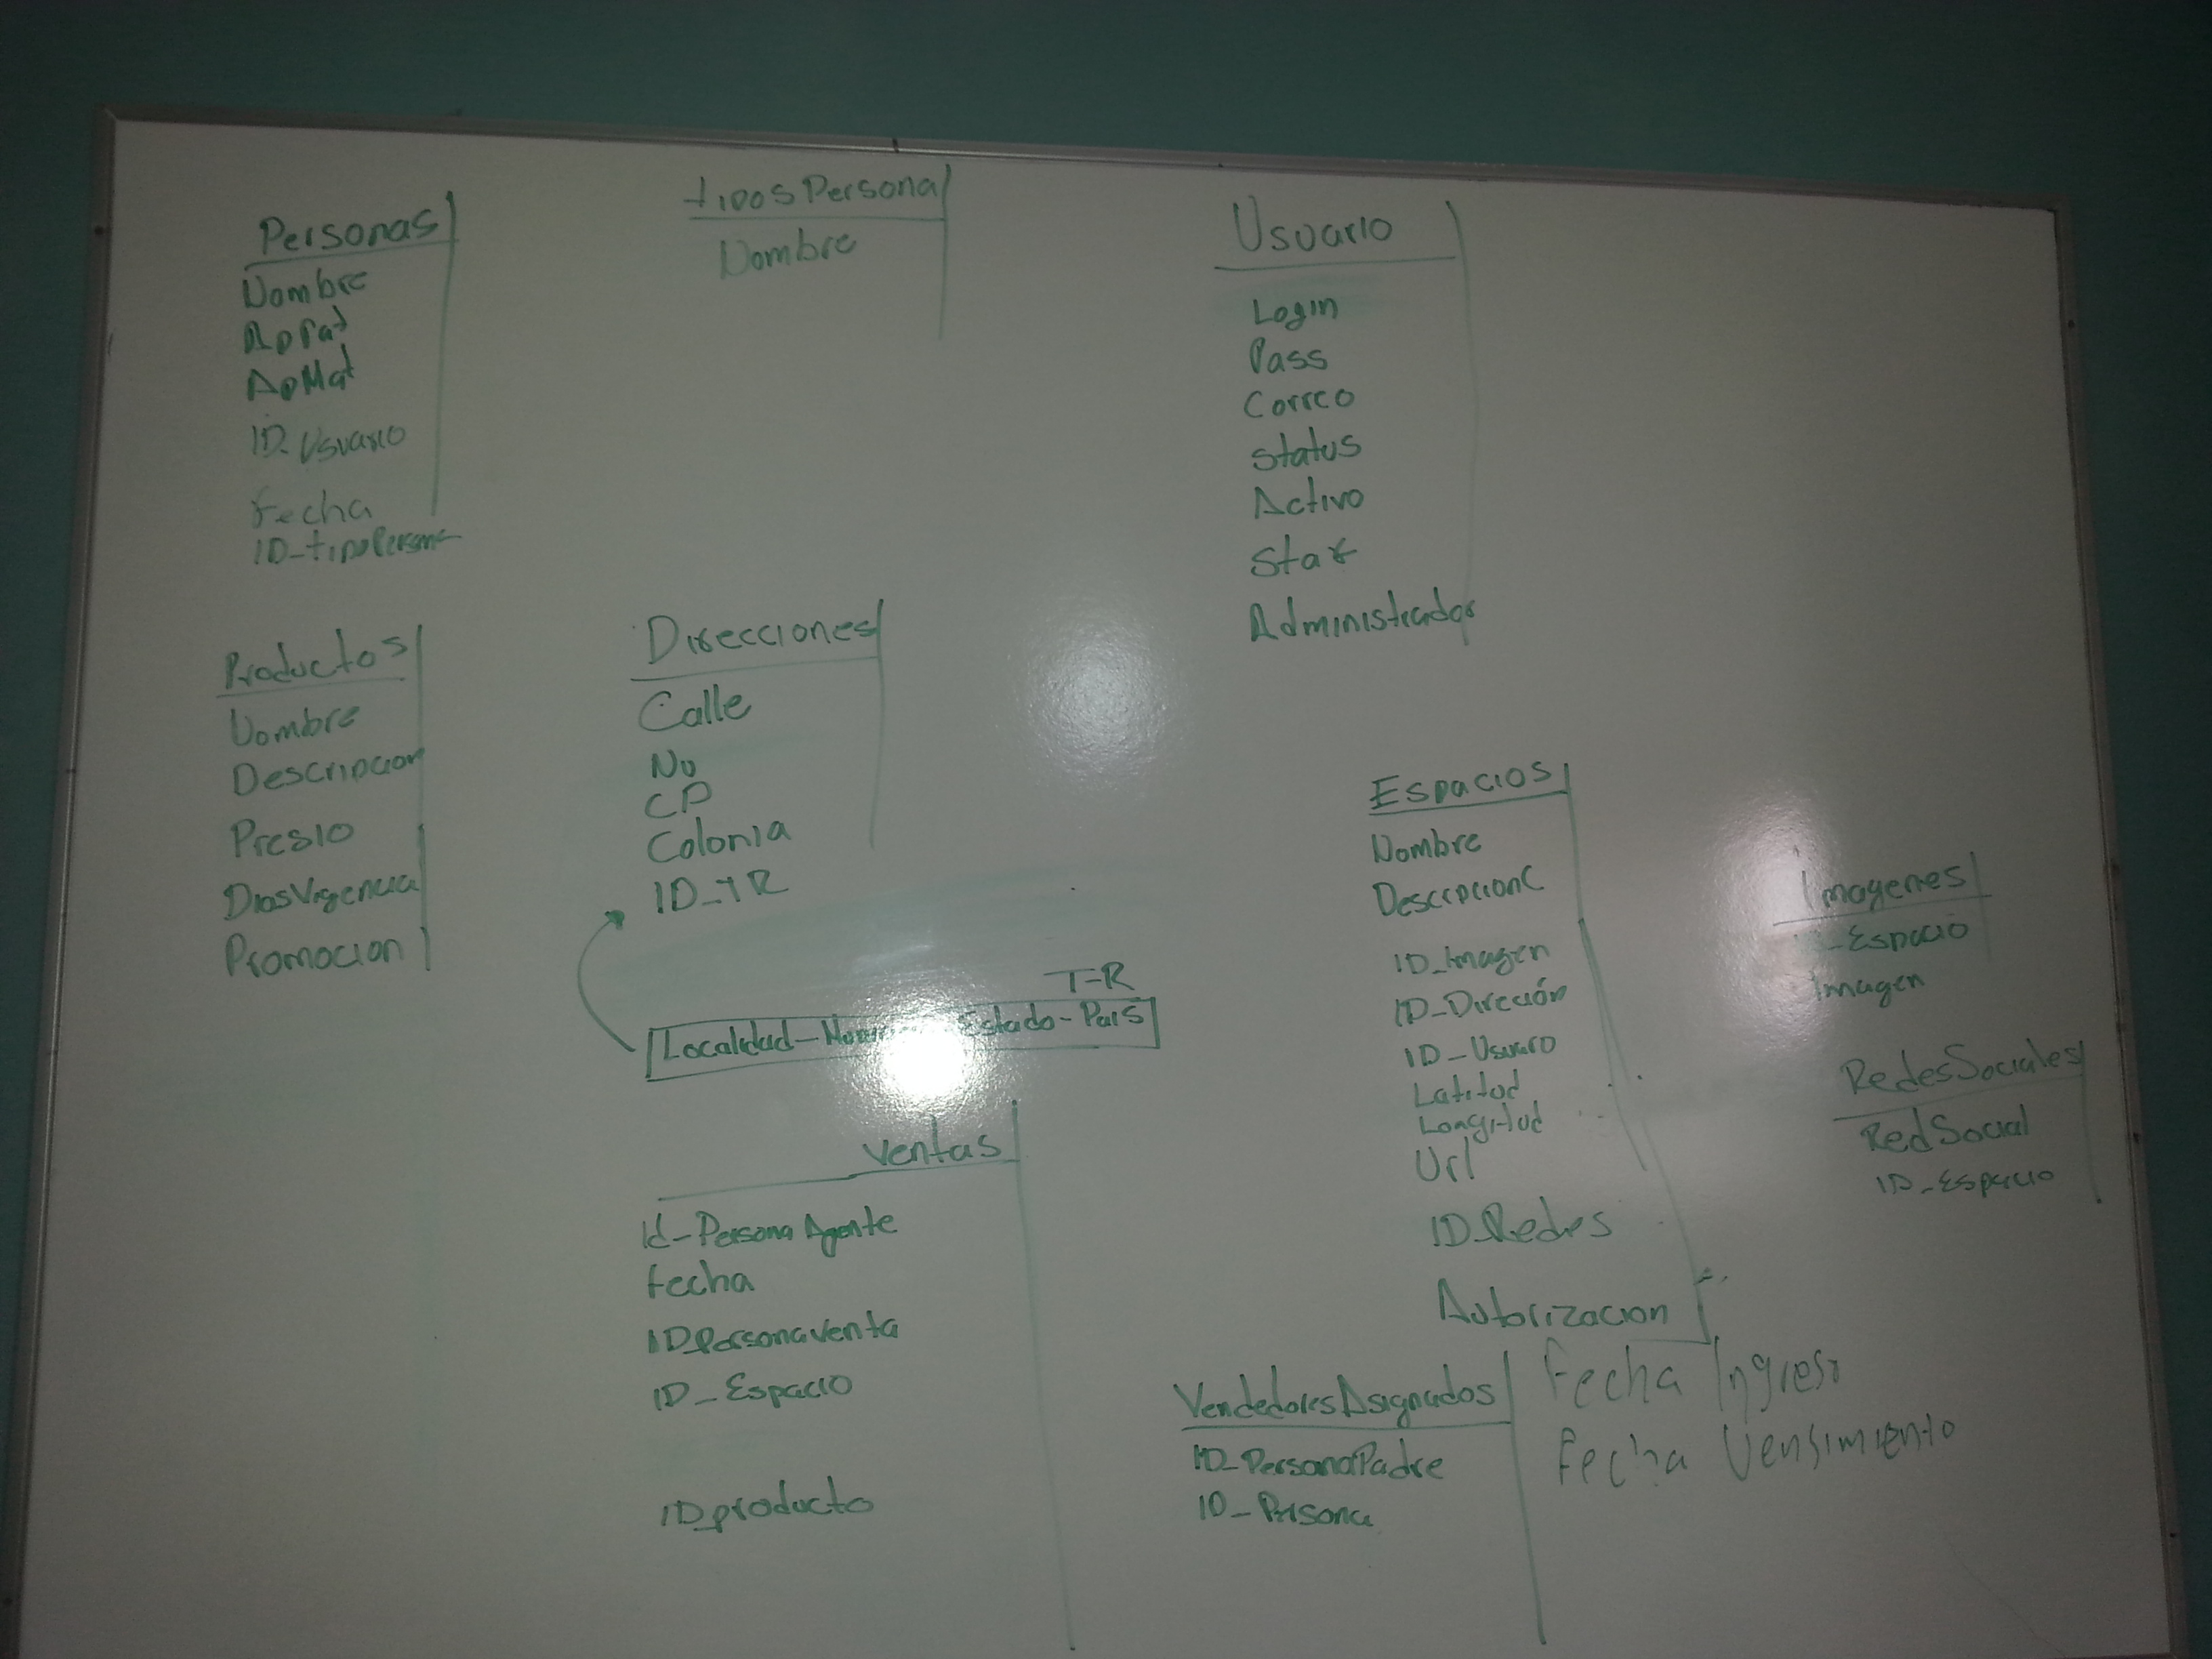 Personas
Nombre
ApPat
ApMat
ID_Usuario
Fecha
ID_tipoPersona
tiposPersona
Nombre
Usuario
Login
Pass
Correo
Status
Activo
Staf
Administrador
Productos
Nombre
Descripcion
Presio
DiasVigencia
Promocion
Direcciones
Calle
No
CP
Colonia
ID_TR
T-R
Localidad - Estado - Pais
Ventas
Id_Persona Agente
fecha
ID_PersonaVenta
ID_Espacio
ID_producto
Espacios
Nombre
DescripcionC
ID_Imagen
ID_Direción
ID_Usuario
Latitud
Longitud
Url
ID_Redes
Autorizacion
Fecha Ingreso
Fecha Vensimiento
Imagenes
_Espacio
Imagen
RedesSociales
RedSocial
ID_Espacio
VendedoresAsignados
ID_PersonaPadre
ID_Persona